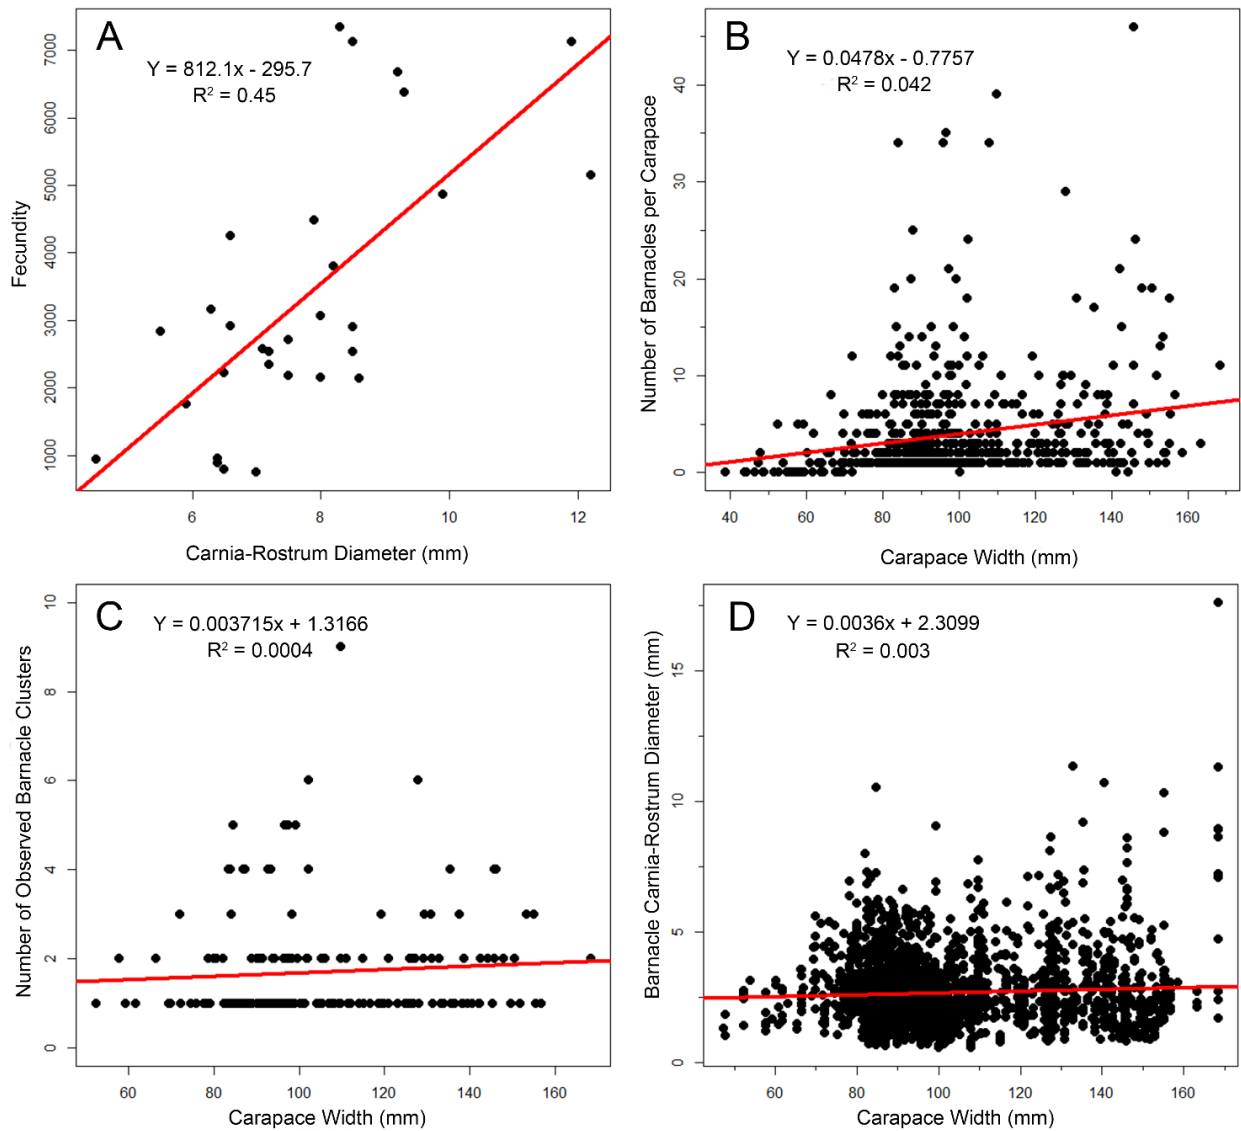 A
Y = 812.1x - 295.7
R² = 0.45
Fecundity
7000
6000
5000
4000
3000
2000
1000
6 8 10 12
Carnia-Rostrum Diameter (mm)
B
Y = 0.0478x - 0.7757
R² = 0.042
Number of Barnacles per Carapace
40
30
20
10
0
40 60 80 100 120 140 160
Carapace Width (mm)
C
Y = 0.003715x + 1.3166
R² = 0.0004
Number of Observed Barnacle Clusters
10
8
6
4
2
0
60 80 100 120 140 160
Carapace Width (mm)
D
Y = 0.0036x + 2.3099
R² = 0.003
Barnacle Carnia-Rostrum Diameter (mm)
15
10
5
0
60 80 100 120 140 160
Carapace Width (mm)